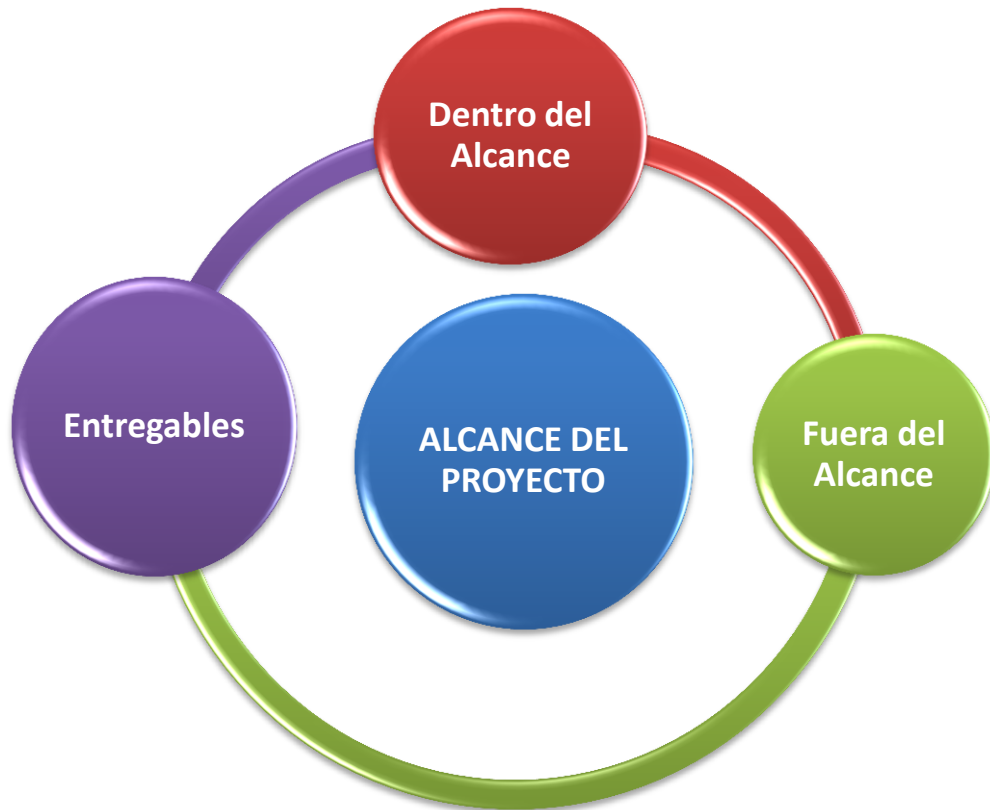 Dentro del
Alcance
Entregables
ALCANCE DEL
PROYECTO
Fuera del
Alcance